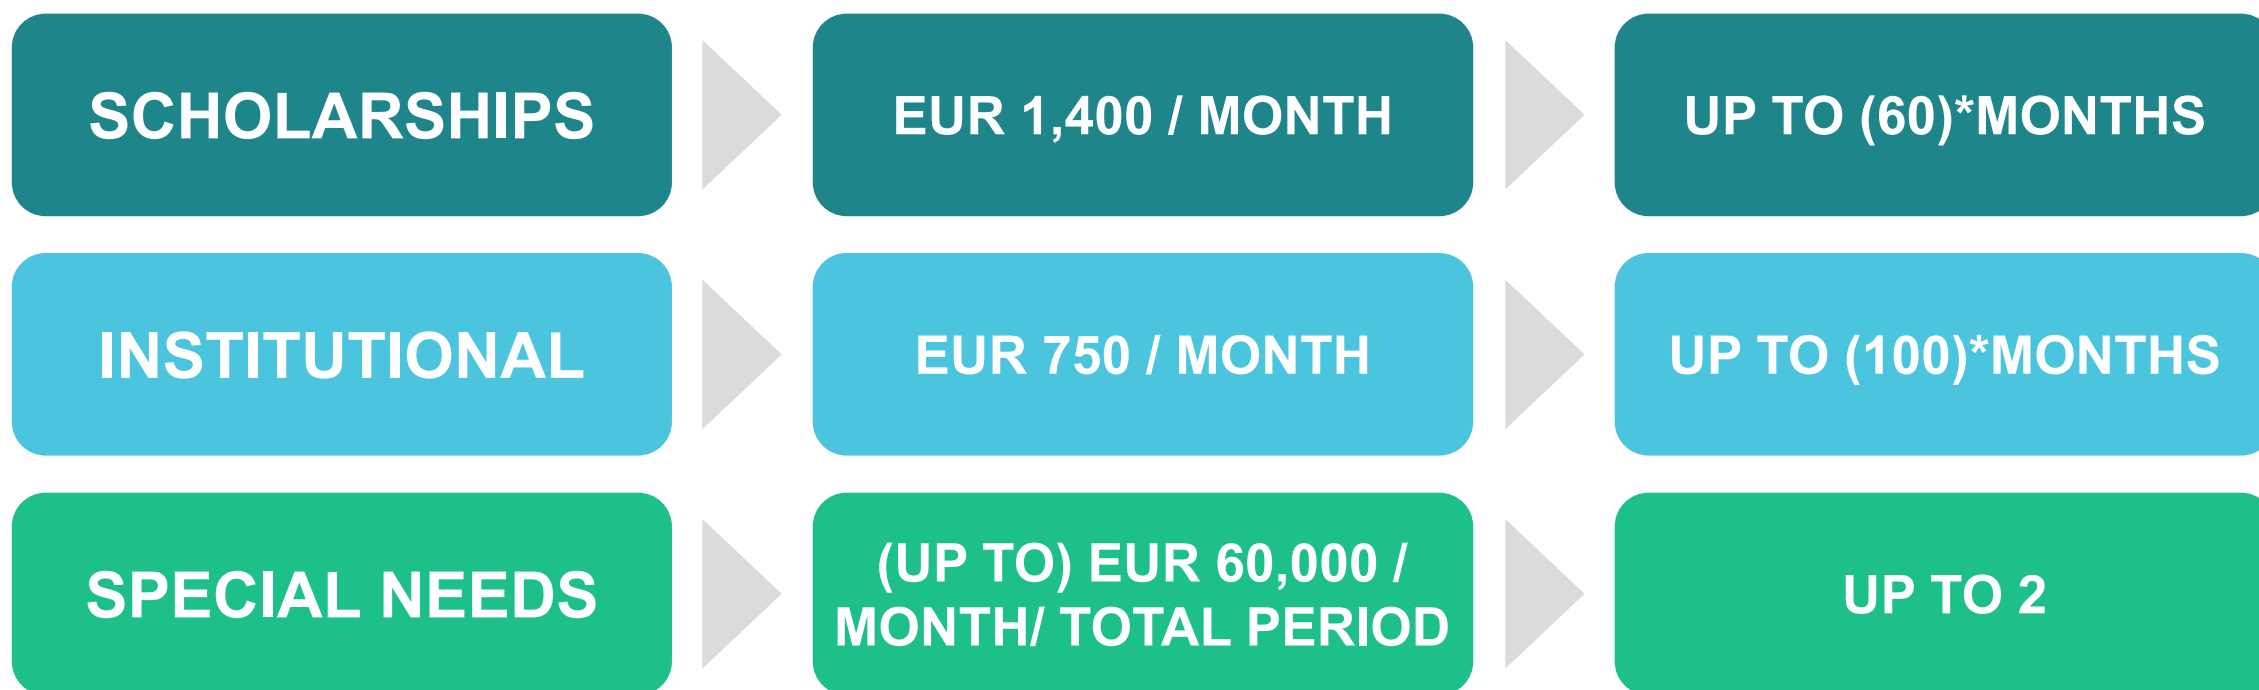 SCHOLARSHIPS
EUR 1,400 / MONTH
UP TO (60)*MONTHS
INSTITUTIONAL
EUR 750 / MONTH
UP TO (100)*MONTHS
SPECIAL NEEDS
(UP TO) EUR 60,000 /
MONTH/ TOTAL PERIOD
UP TO 2